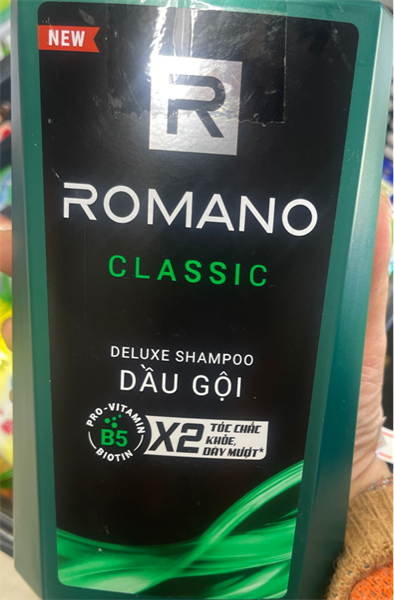 NEW
R
ROMANO
CLASSIC
DELUXE SHAMPOO
DẦU GỘI
PRO-VITAMIN
B5
BIOTIN
X2
TÓC CHẮC
KHỎE,
DÀY MƯỢT*